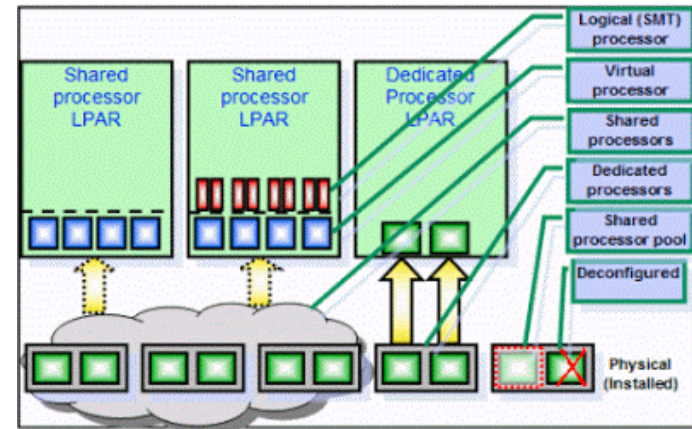 Shared
processor
LPAR
Shared
processor
LPAR
Dedicated
Processor
LPAR
Logical (SMT)
processor
Virtual
processor
Shared
processors
Dedicated
processors
Shared
processor pool
Deconfigured
Physical
(Installed)